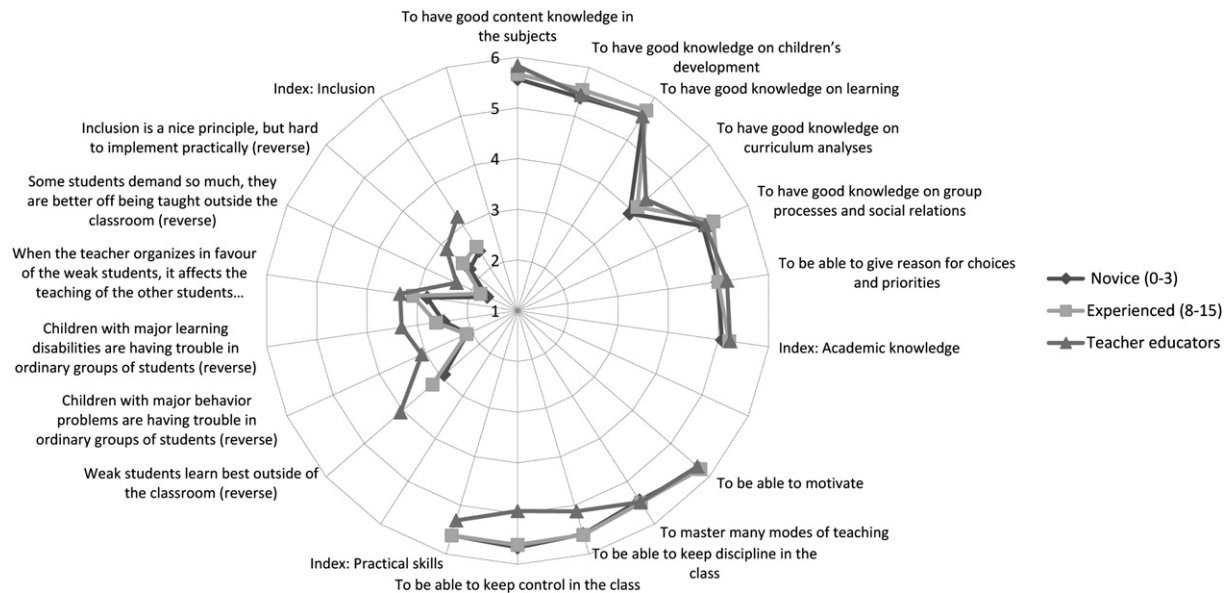 To have good content knowledge in
the subjects
To have good knowledge on children's
development
To have good knowledge on learning
To have good knowledge on
curriculum analyses
To have good knowledge on group
processes and social relations
To be able to give reason for choices
and priorities
Index: Academic knowledge
To be able to motivate
To master many modes of teaching
To be able to keep discipline in the
class
To be able to keep control in the class
Index: Practical skills
Weak students learn best outside of
the classroom (reverse)
Children with major behavior
problems are having trouble in
ordinary groups of students (reverse)
Children with major learning
disabilities are having trouble in
ordinary groups of students (reverse)
When the teacher organizes in favour
of the weak students, it affects the
teaching of the other students…
Some students demand so much, they
are better off being taught outside the
classroom (reverse)
Inclusion is a nice principle, but hard
to implement practically (reverse)
Index: Inclusion
6
5
4
3
2
1
Novice (0-3)
Experienced (8-15)
Teacher educators